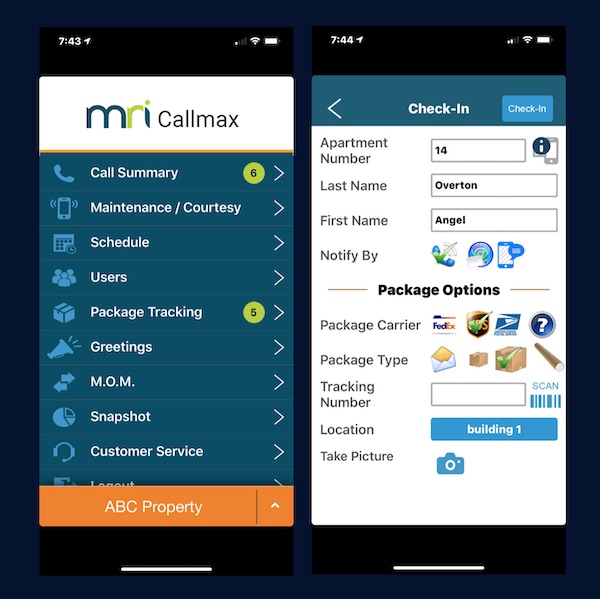 7:43
mri Callmax
Call Summary 6
Maintenance / Courtesy
Schedule
Users
Package Tracking 5
Greetings
M.O.M.
Snapshot
Customer Service
Logout
ABC Property
7:44
Check-In Check-In
Apartment
Number 14
Last Name Overton
First Name Angel
Notify By
Package Options
Package Carrier FedEx UPS ?
Package Type
Tracking
Number SCAN
Location building 1
Take Picture